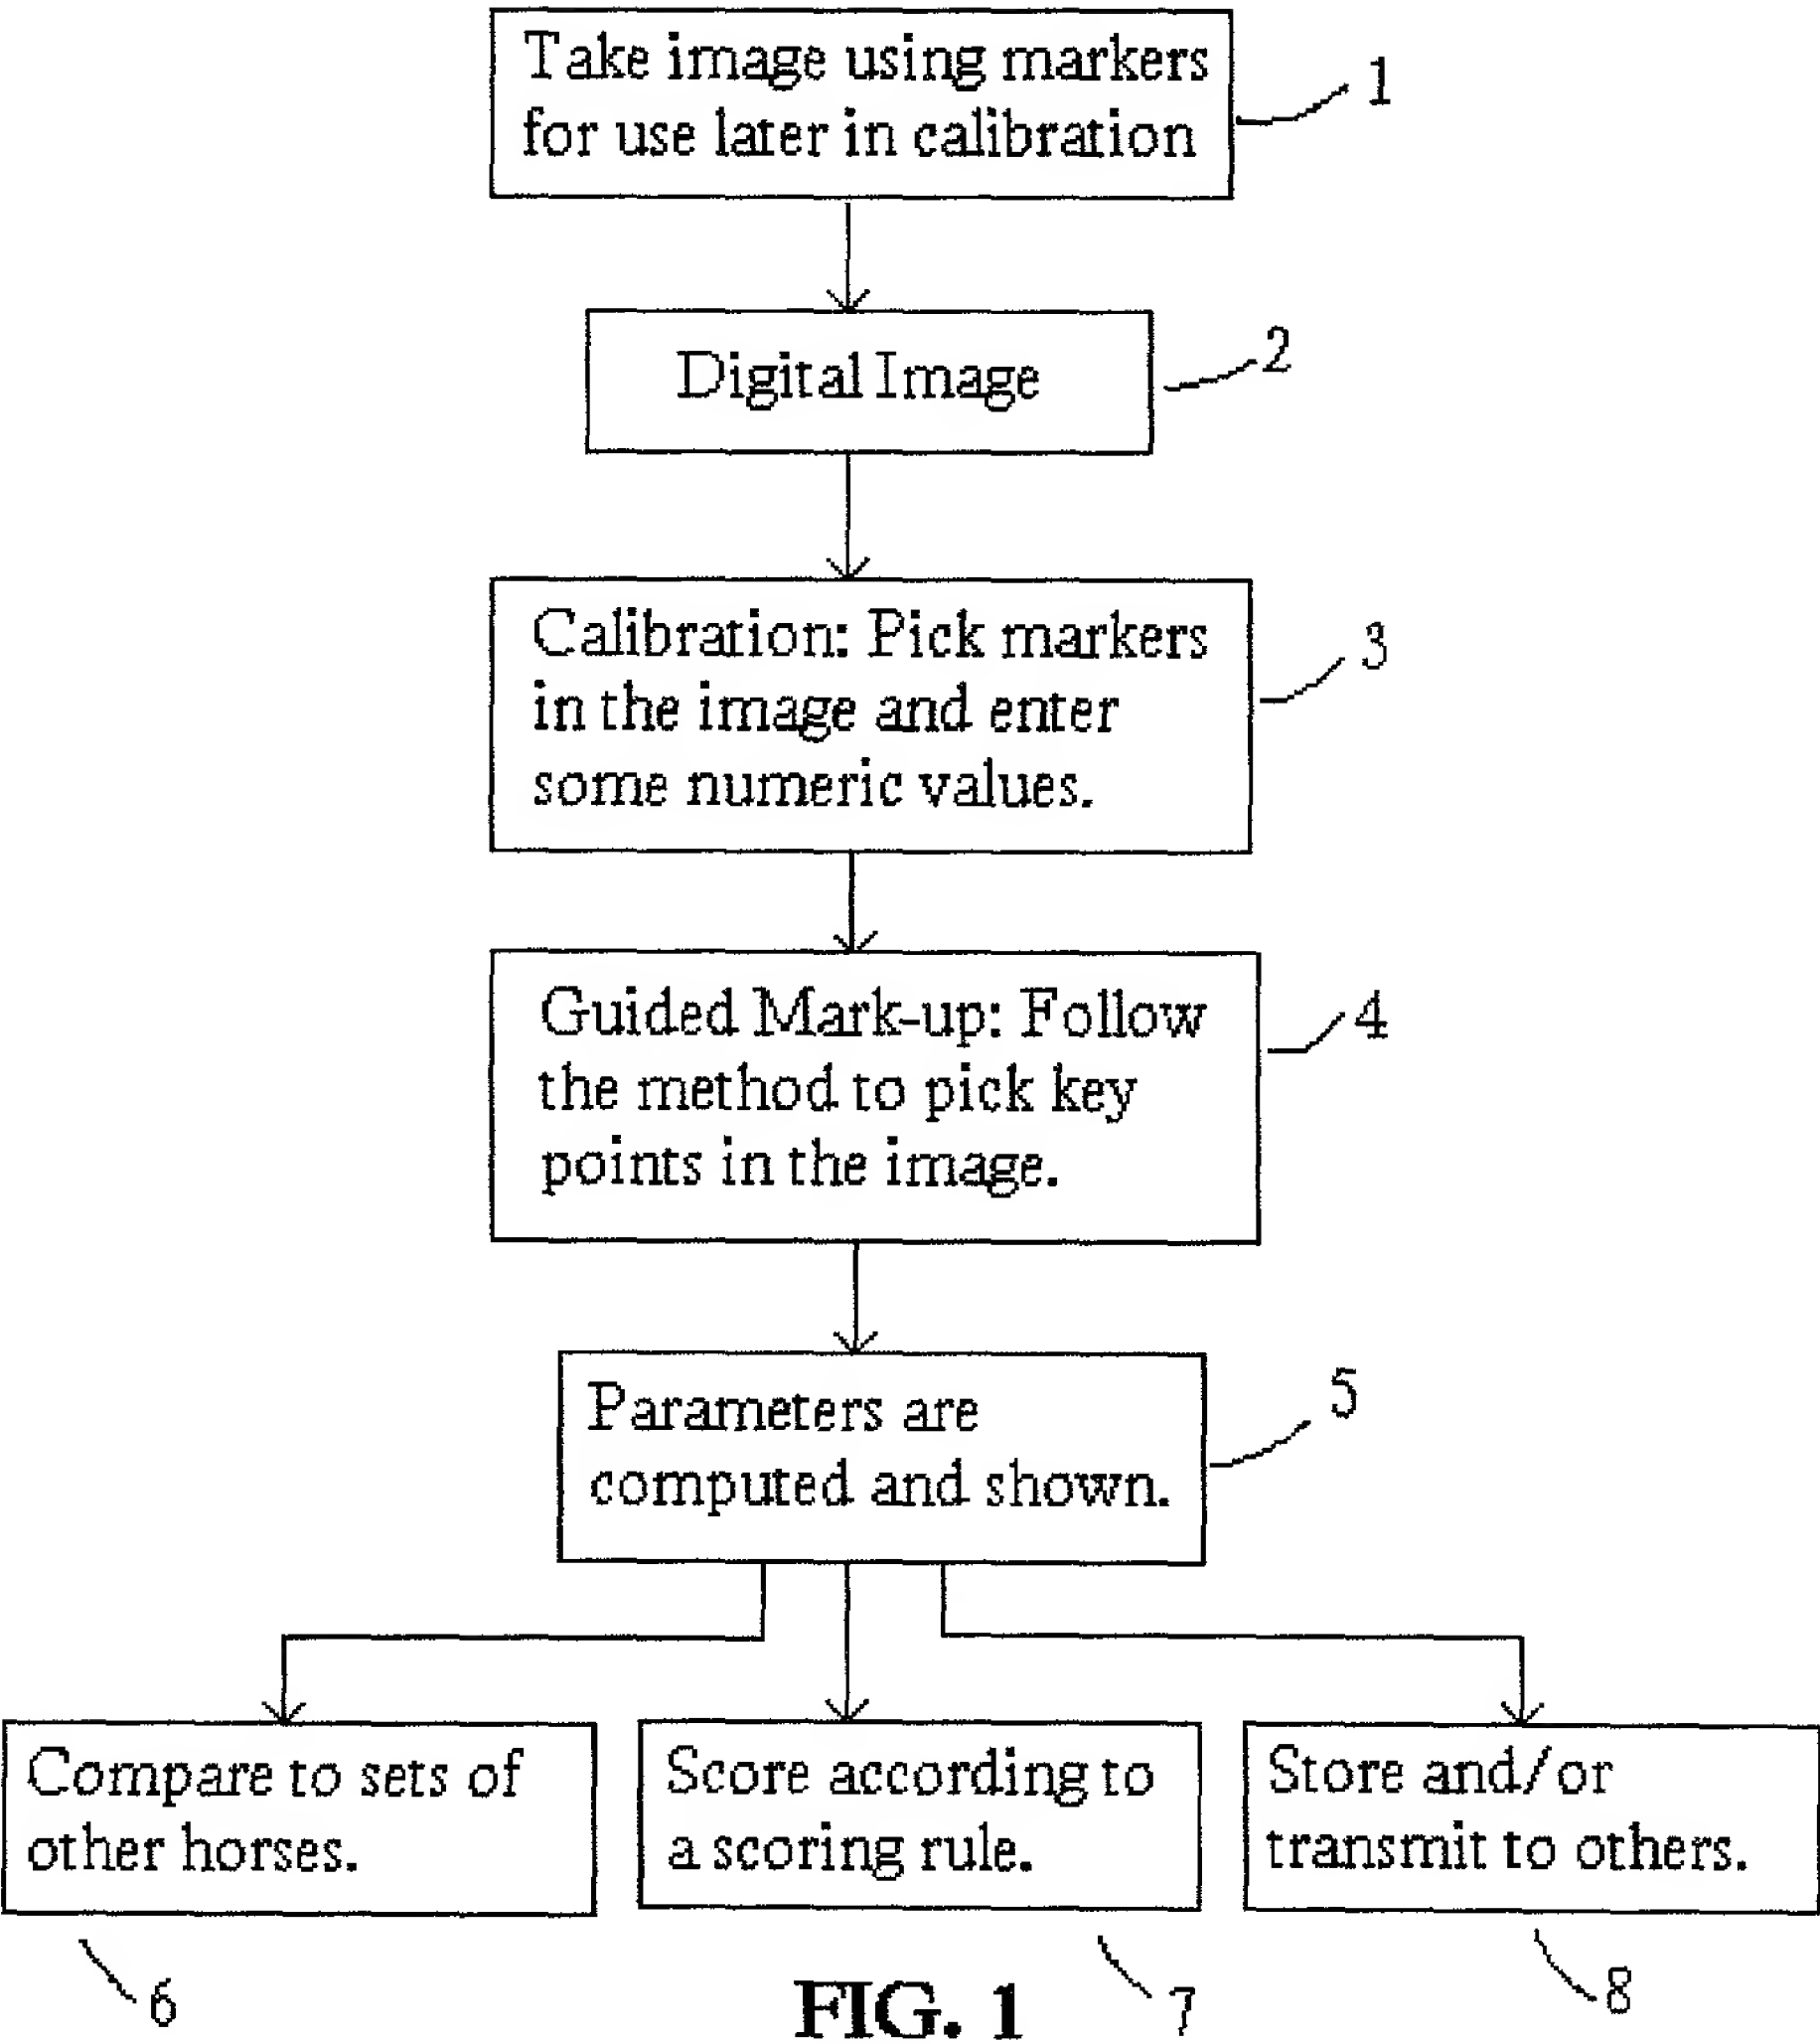 Take image using markers
for use later in calibration
1
Digital Image
2
Calibration: Pick markers
in the image and enter
some numeric values.
3
Guided Mark-up: Follow
the method to pick key
points in the image.
4
Parameters are
computed and shown.
5
Compare to sets of
other horses.
6
Score according to
a scoring rule.
7
Store and/or
transmit to others.
8
FIG. 1